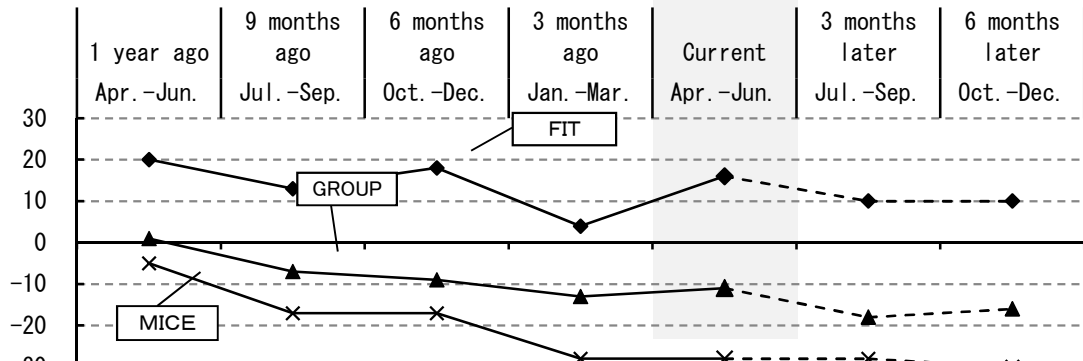 1 year ago
9 months ago
6 months ago
3 months ago
Current
3 months later
6 months later
Apr.-Jun.
Jul.-Sep.
Oct.-Dec.
Jan.-Mar.
Apr.-Jun.
Jul.-Sep.
Oct.-Dec.
30
FIT
20
GROUP
10
0
-10
MICE
-20